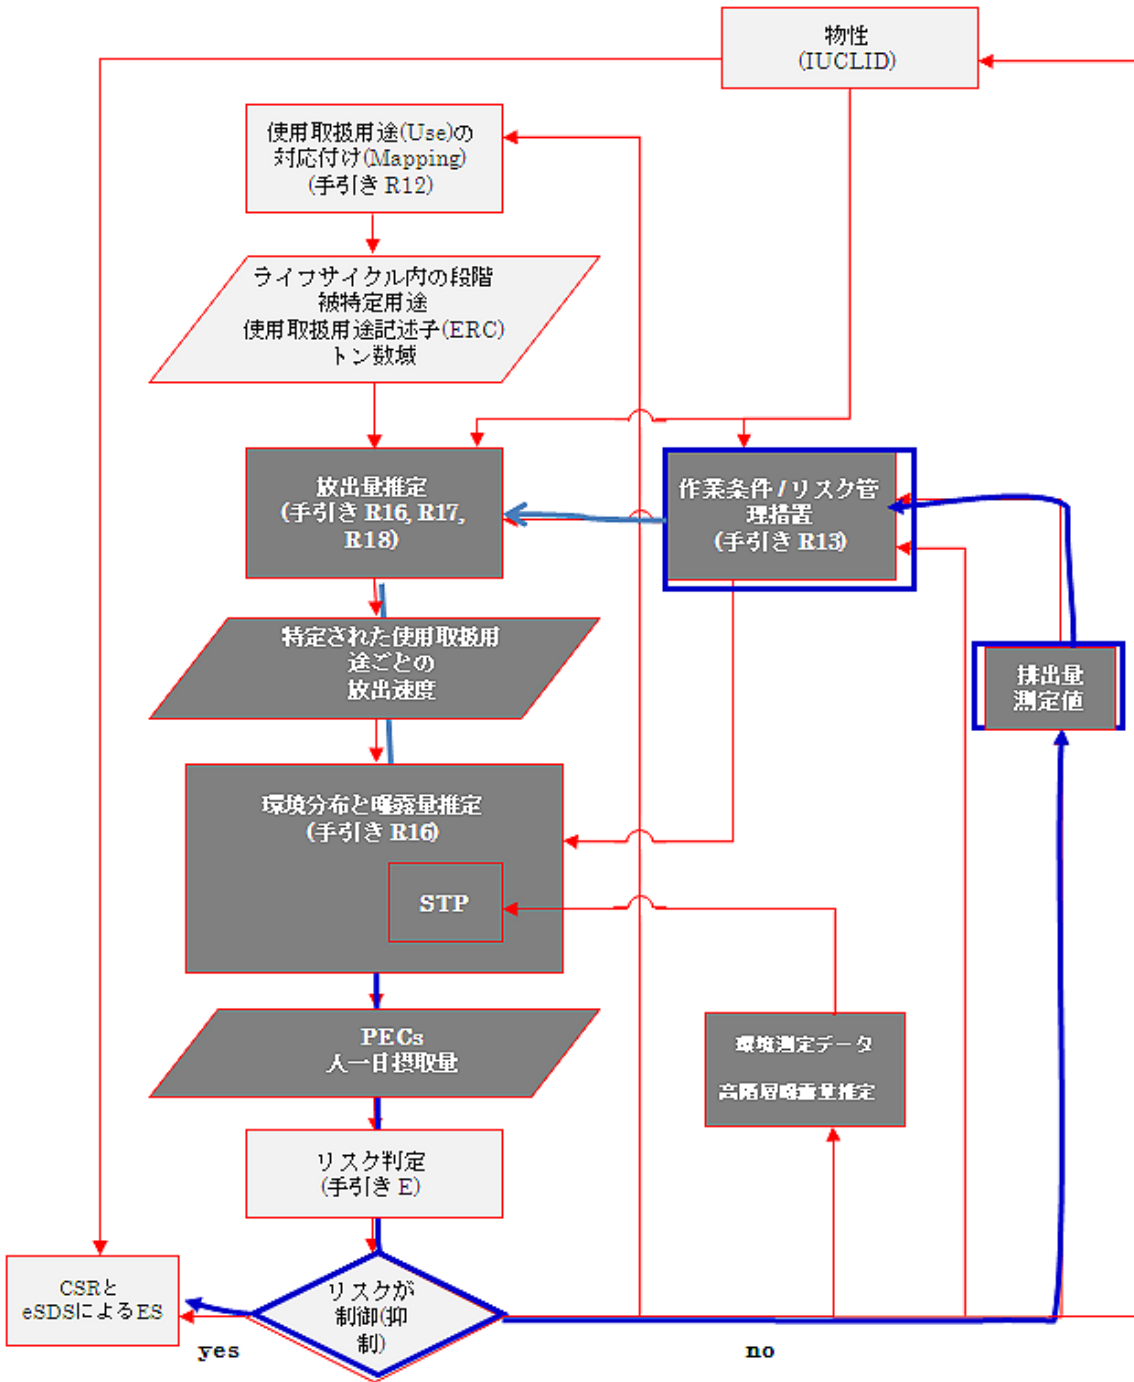 物性
(IUCLID)
使用取扱用途(Use)の
対応付け(Mapping)
(手引き R12)
ライフサイクル内の段階
被特定用途
使用取扱用途記述子(ERC)
トン数域
放出量推定
(手引き R16, R17,
R18)
作業条件 / リスク管
理措置
(手引き R13)
特定された使用取扱用
途ごとの
放出速度
排出量
測定値
環境分布と曝露量推定
(手引き R16)
STP
PECs
人一日摂取量
環境測定データ
高階層曝露量推定
リスク判定
(手引き E)
リスクが
制御(抑
制)
CSRと
eSDSによるES
yes
no